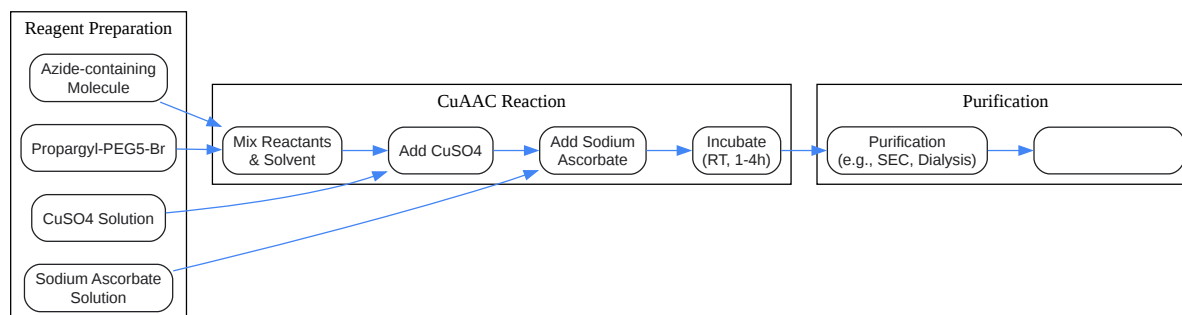 Reagent Preparation
Azide-containing
Molecule
Propargyl-PEG5-Br
CuSO4 Solution
Sodium Ascorbate
Solution
CuAAC Reaction
Mix Reactants
& Solvent
Add CuSO4
Add Sodium
Ascorbate
Incubate
(RT, 1-4h)
Purification
Purification
(e.g., SEC, Dialysis)